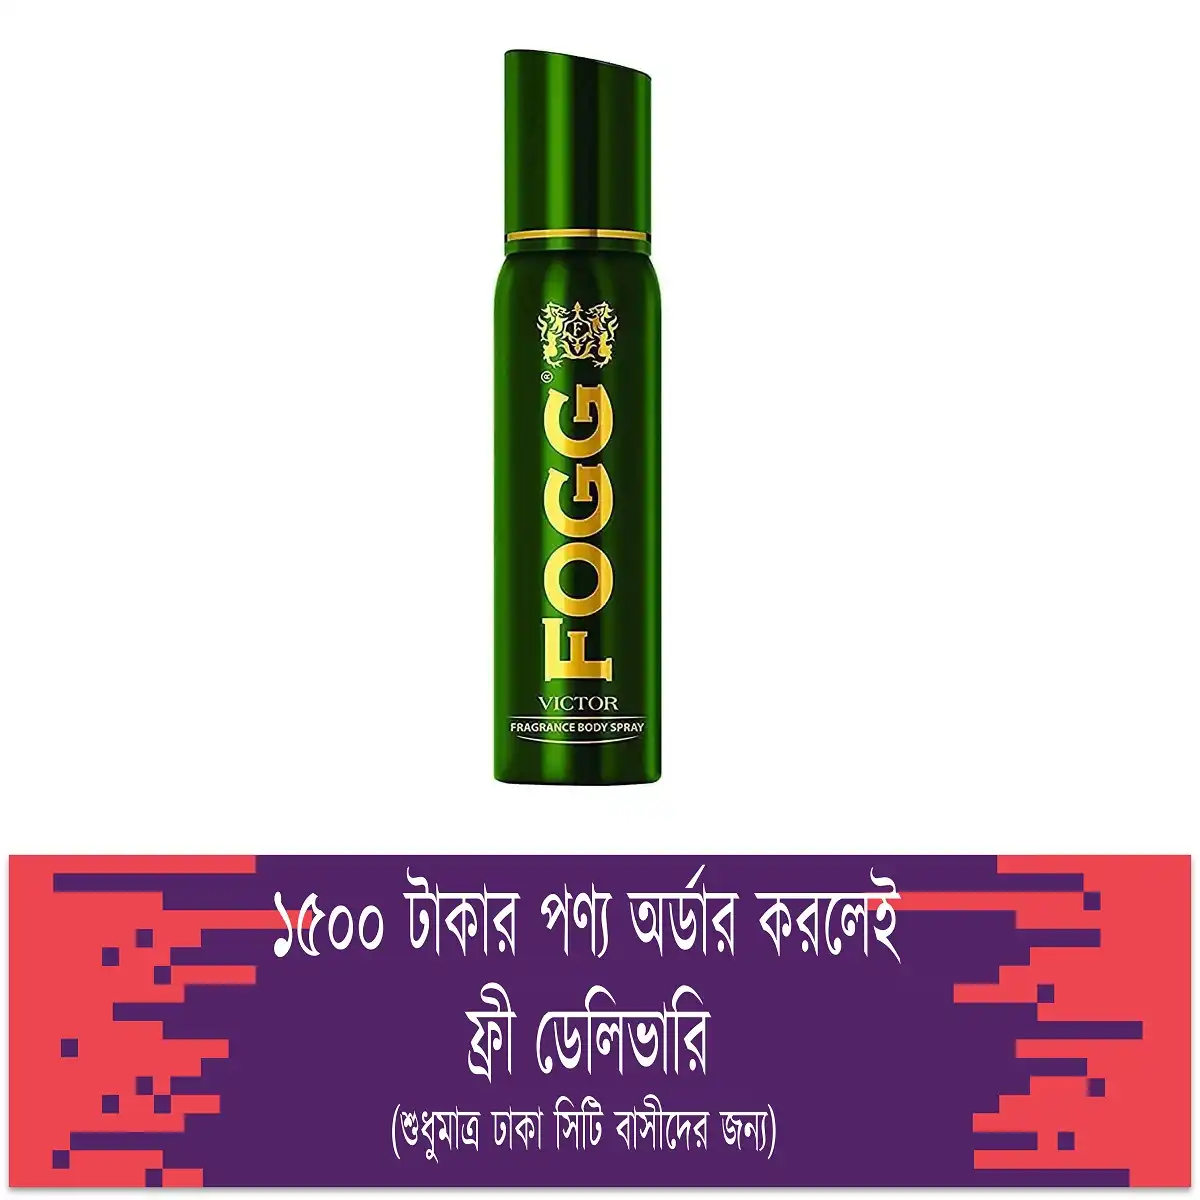 F
FOGG®
VICTOR
FRAGRANCE BODY SPRAY
১৫০০ টাকার পণ্য অর্ডার করলেই
ফ্রী ডেলিভারি
(শুধুমাত্র ঢাকা সিটি বাসীদের জন্য)